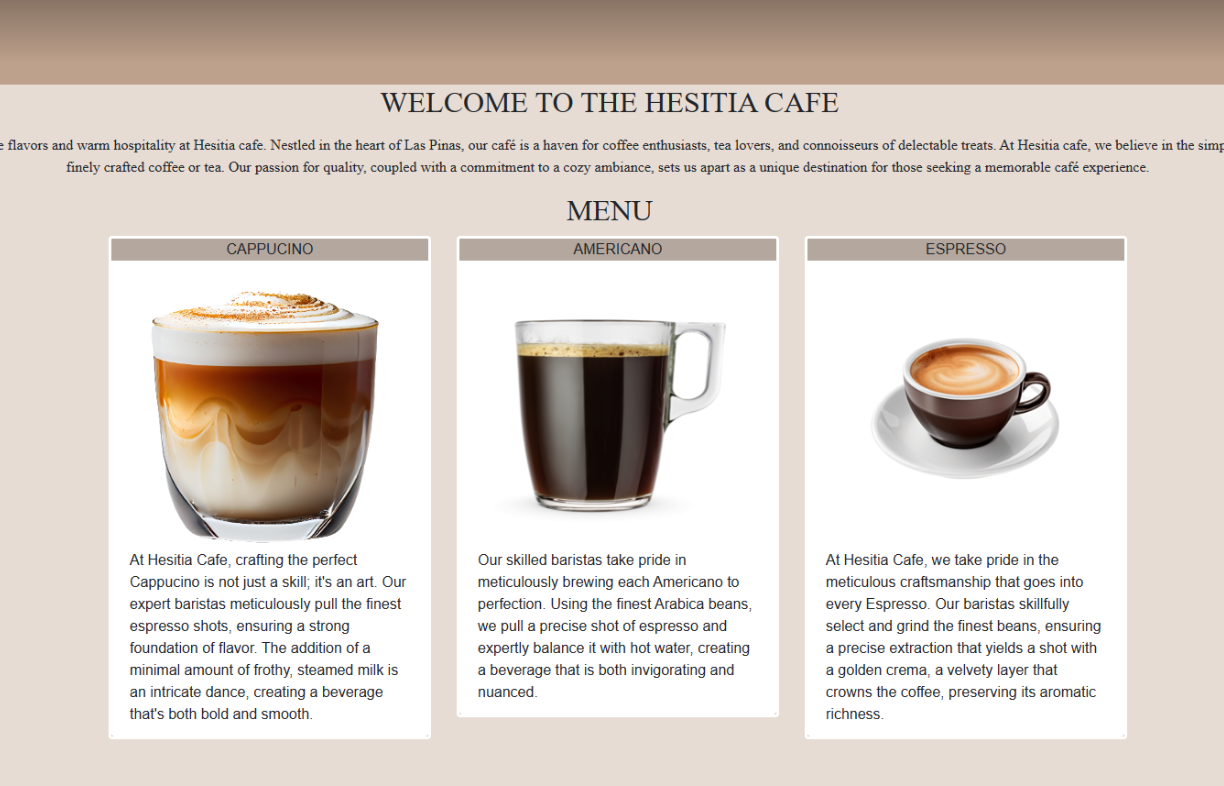 WELCOME TO THE HESITIA CAFE
flavors and warm hospitality at Hesitia cafe. Nestled in the heart of Las Pinas, our café is a haven for coffee enthusiasts, tea lovers, and connoisseurs of delectable treats. At Hesitia cafe, we believe in the
finely crafted coffee or tea. Our passion for quality, coupled with a commitment to a cozy ambiance, sets us apart as a unique destination for those seeking a memorable café experience.
MENU
CAPPUCINO
At Hesitia Cafe, crafting the perfect
Cappucino is not just a skill; it's an art. Our
expert baristas meticulously pull the finest
espresso shots, ensuring a strong
foundation of flavor. The addition of a
minimal amount of frothy, steamed milk is
an intricate dance, creating a beverage
that's both bold and smooth.
AMERICANO
Our skilled baristas take pride in
meticulously brewing each Americano to
perfection. Using the finest Arabica beans,
we pull a precise shot of espresso and
expertly balance it with hot water, creating
a beverage that is both invigorating and
nuanced.
ESPRESSO
At Hesitia Cafe, we take pride in the
meticulous craftsmanship that goes into
every Espresso. Our baristas skillfully
select and grind the finest beans, ensuring
a precise extraction that yields a shot with
a golden crema, a velvety layer that
crowns the coffee, preserving its aromatic
richness.